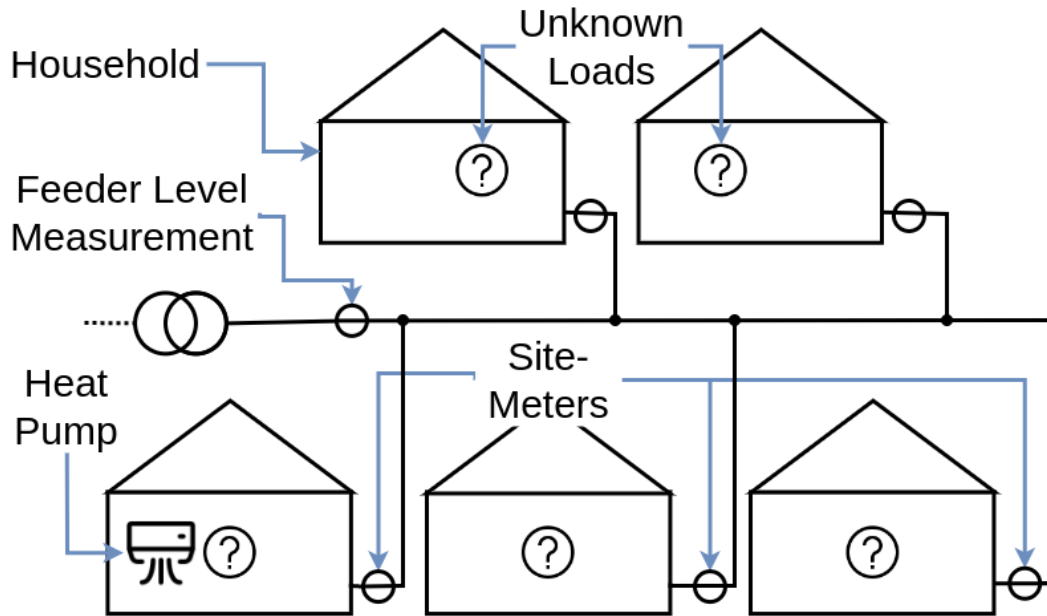 Unknown
Loads
Household
?
?
Feeder Level
Measurement
Site-
Meters
Heat
Pump
?
?
?